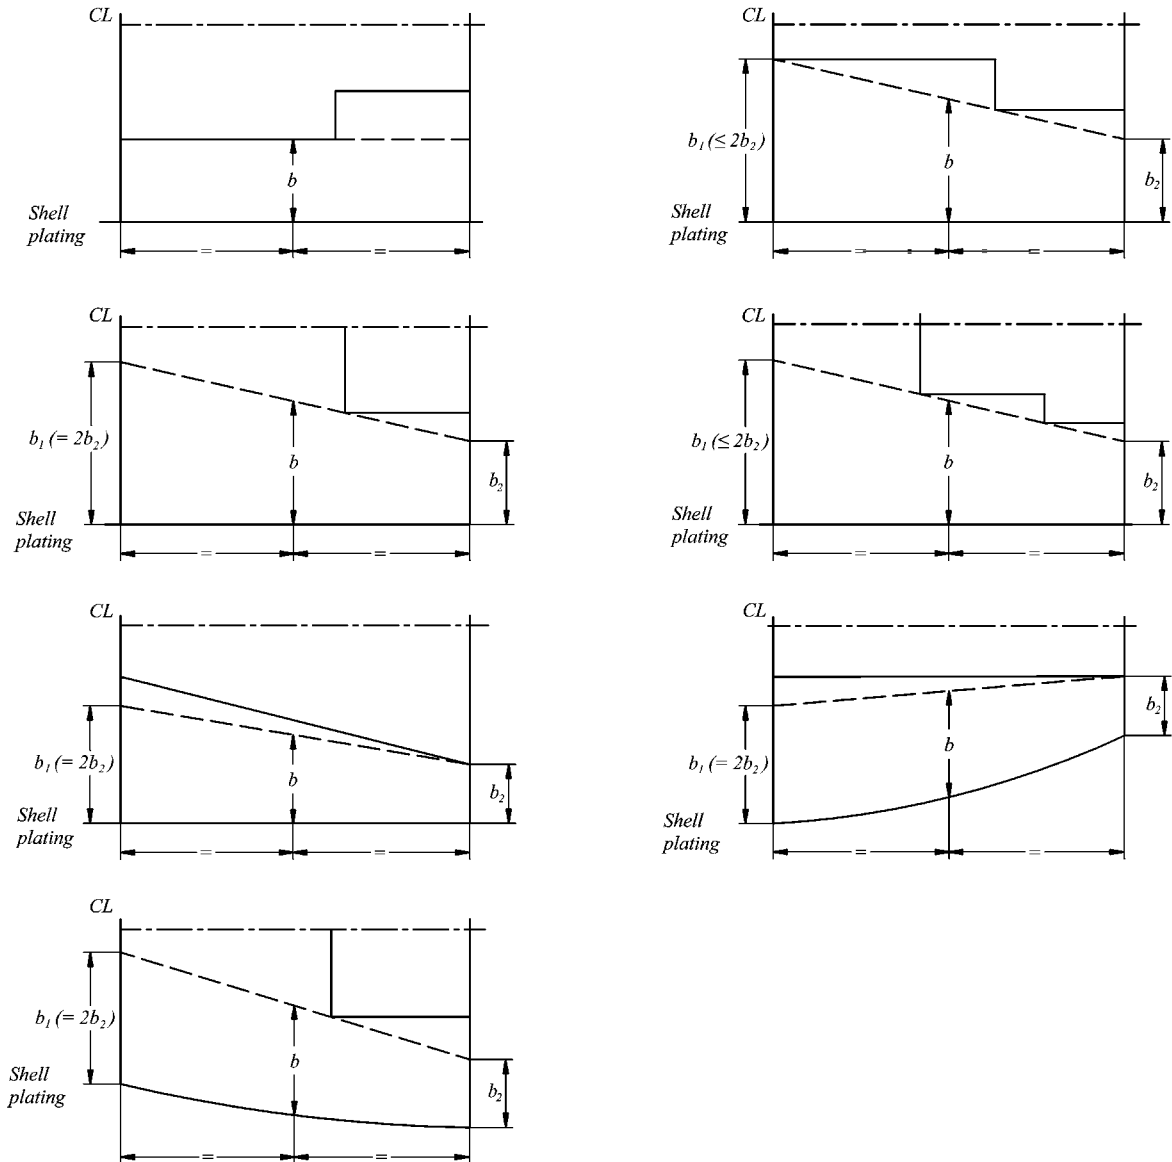 CL
b
Shell
plating
=
=
CL
b₁ (≤ 2b₂)
b
b₂
Shell
plating
=
=
CL
b₁ (= 2b₂)
b
b₂
Shell
plating
=
=
CL
b₁ (≤ 2b₂)
b
b₂
Shell
plating
=
=
CL
b₁ (= 2b₂)
b
b₂
Shell
plating
=
=
CL
b₂
b
b₁ (= 2b₂)
Shell
plating
=
=
CL
b₁ (= 2b₂)
b
Shell
plating
b₂
=
=